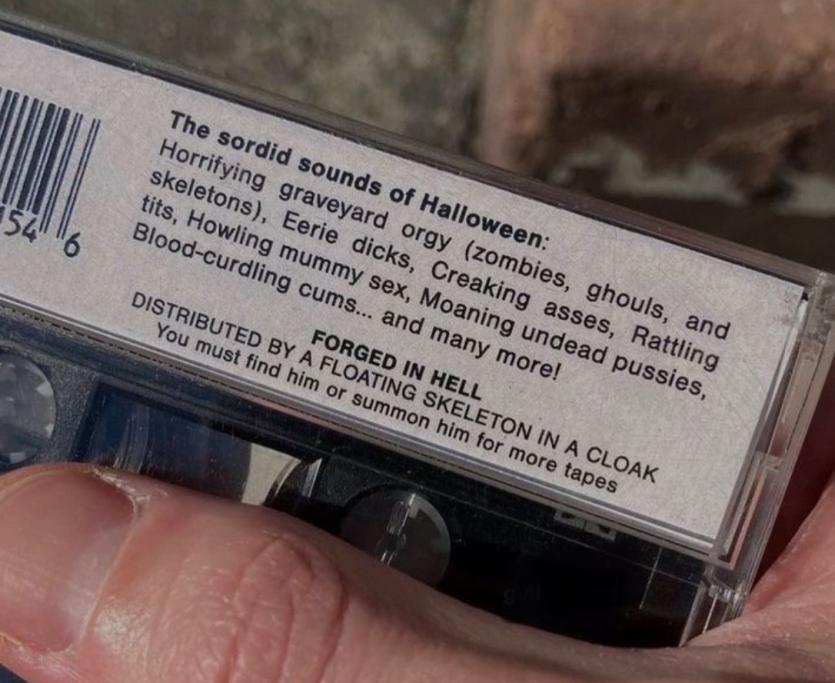 The sordid sounds of Halloween:
Horrifying graveyard orgy (zombies, ghouls, and
skeletons), Eerie dicks, Creaking asses, Rattling
tits, Howling mummy sex, Moaning undead pussies,
Blood-curdling cums... and many more!
FORGED IN HELL
DISTRIBUTED BY A FLOATING SKELETON IN A CLOAK
You must find him or summon him for more tapes
54 6